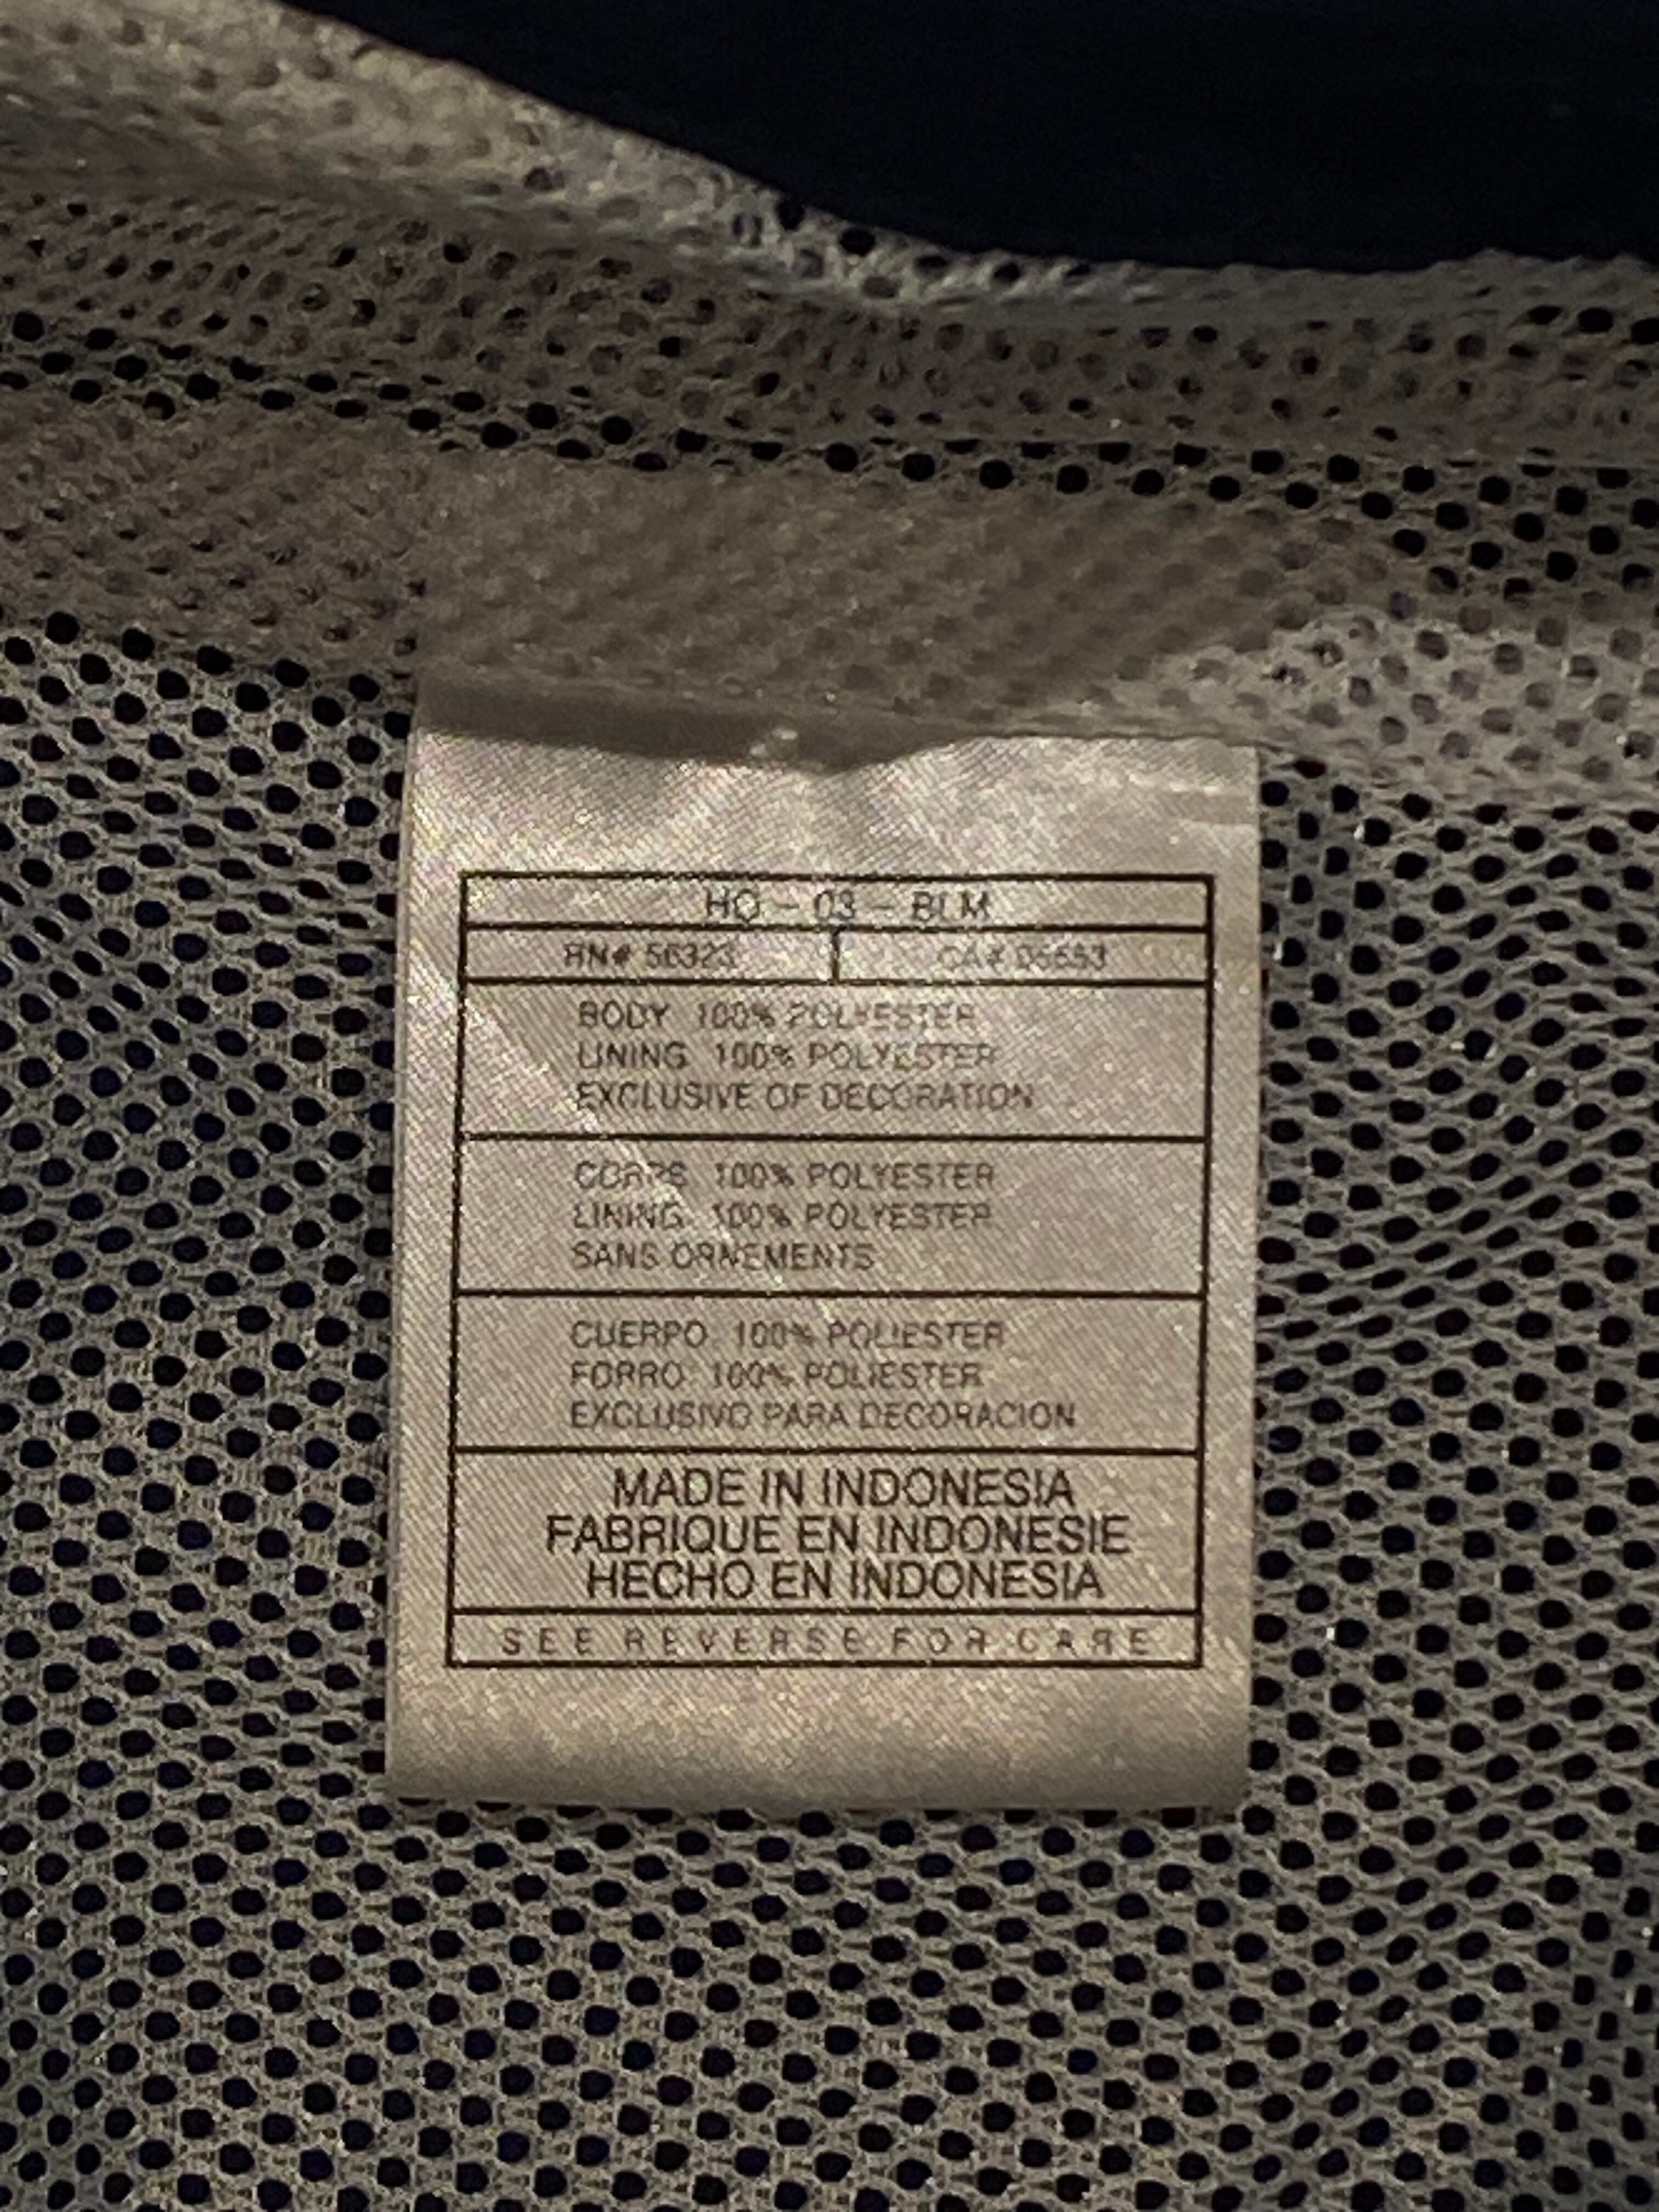 HO - 03 - BLM
RN# 56323 CA# 05553
BODY: 100% POLYESTER
LINING: 100% POLYESTER
EXCLUSIVE OF DECORATION
CORPS: 100% POLYESTER
LINING: 100% POLYESTER
SANS ORNEMENTS
CUERPO: 100% POLIESTER
FORRO: 100% POLIESTER
EXCLUSIVO PARA DECORACION
MADE IN INDONESIA
FABRIQUE EN INDONESIE
HECHO EN INDONESIA
SEE REVERSE FOR CARE